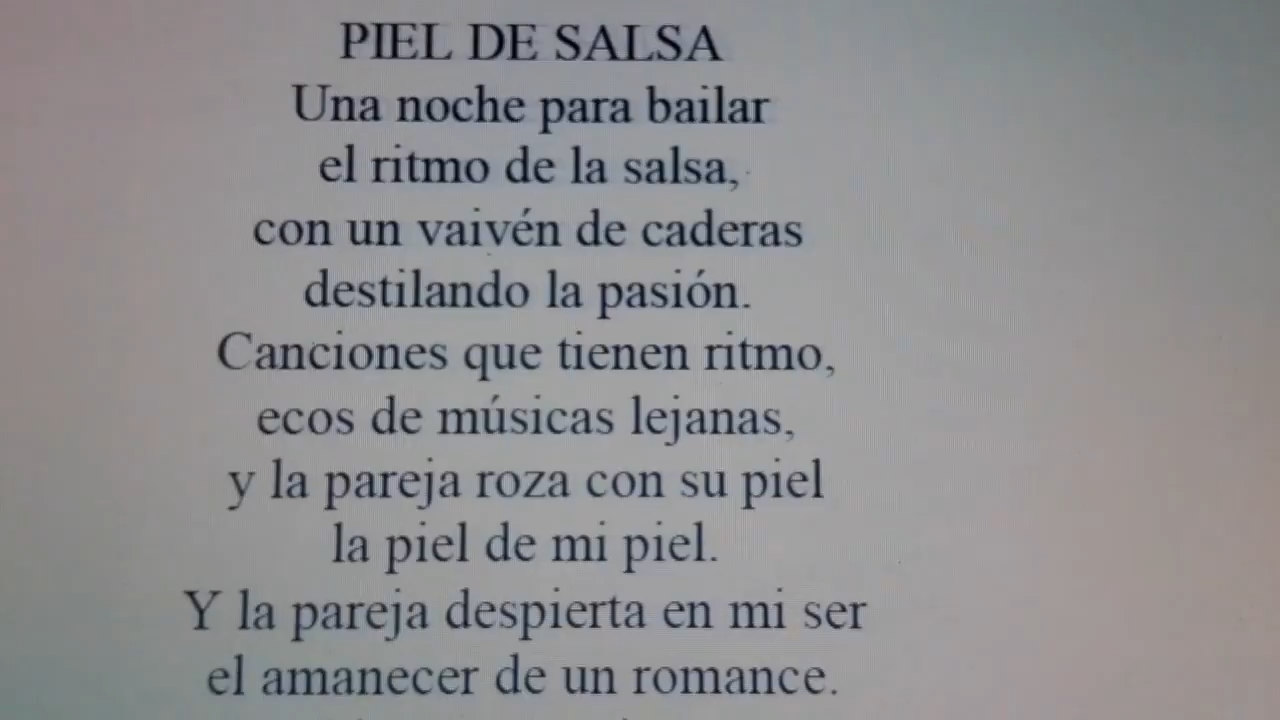 PIEL DE SALSA
Una noche para bailar
el ritmo de la salsa,
con un vaivén de caderas
destilando la pasión.
Canciones que tienen ritmo,
ecos de músicas lejanas,
y la pareja roza con su piel
la piel de mi piel.
Y la pareja despierta en mi ser
el amanecer de un romance.